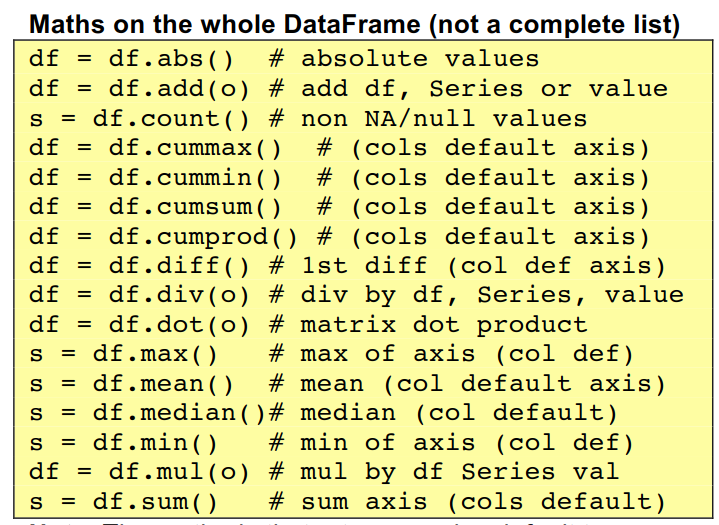 Maths on the whole DataFrame (not a complete list)
df = df.abs()  # absolute values
df = df.add(o) # add df, Series or value
s = df.count() # non NA/null values
df = df.cummax()  # (cols default axis)
df = df.cummin()  # (cols default axis)
df = df.cumsum()  # (cols default axis)
df = df.cumprod() # (cols default axis)
df = df.diff() # 1st diff (col def axis)
df = df.div(o) # div by df, Series, value
df = df.dot(o) # matrix dot product
s = df.max()   # max of axis (col def)
s = df.mean()  # mean (col default axis)
s = df.median()# median (col default)
s = df.min()   # min of axis (col def)
df = df.mul(o) # mul by df Series val
s = df.sum()   # sum axis (cols default)